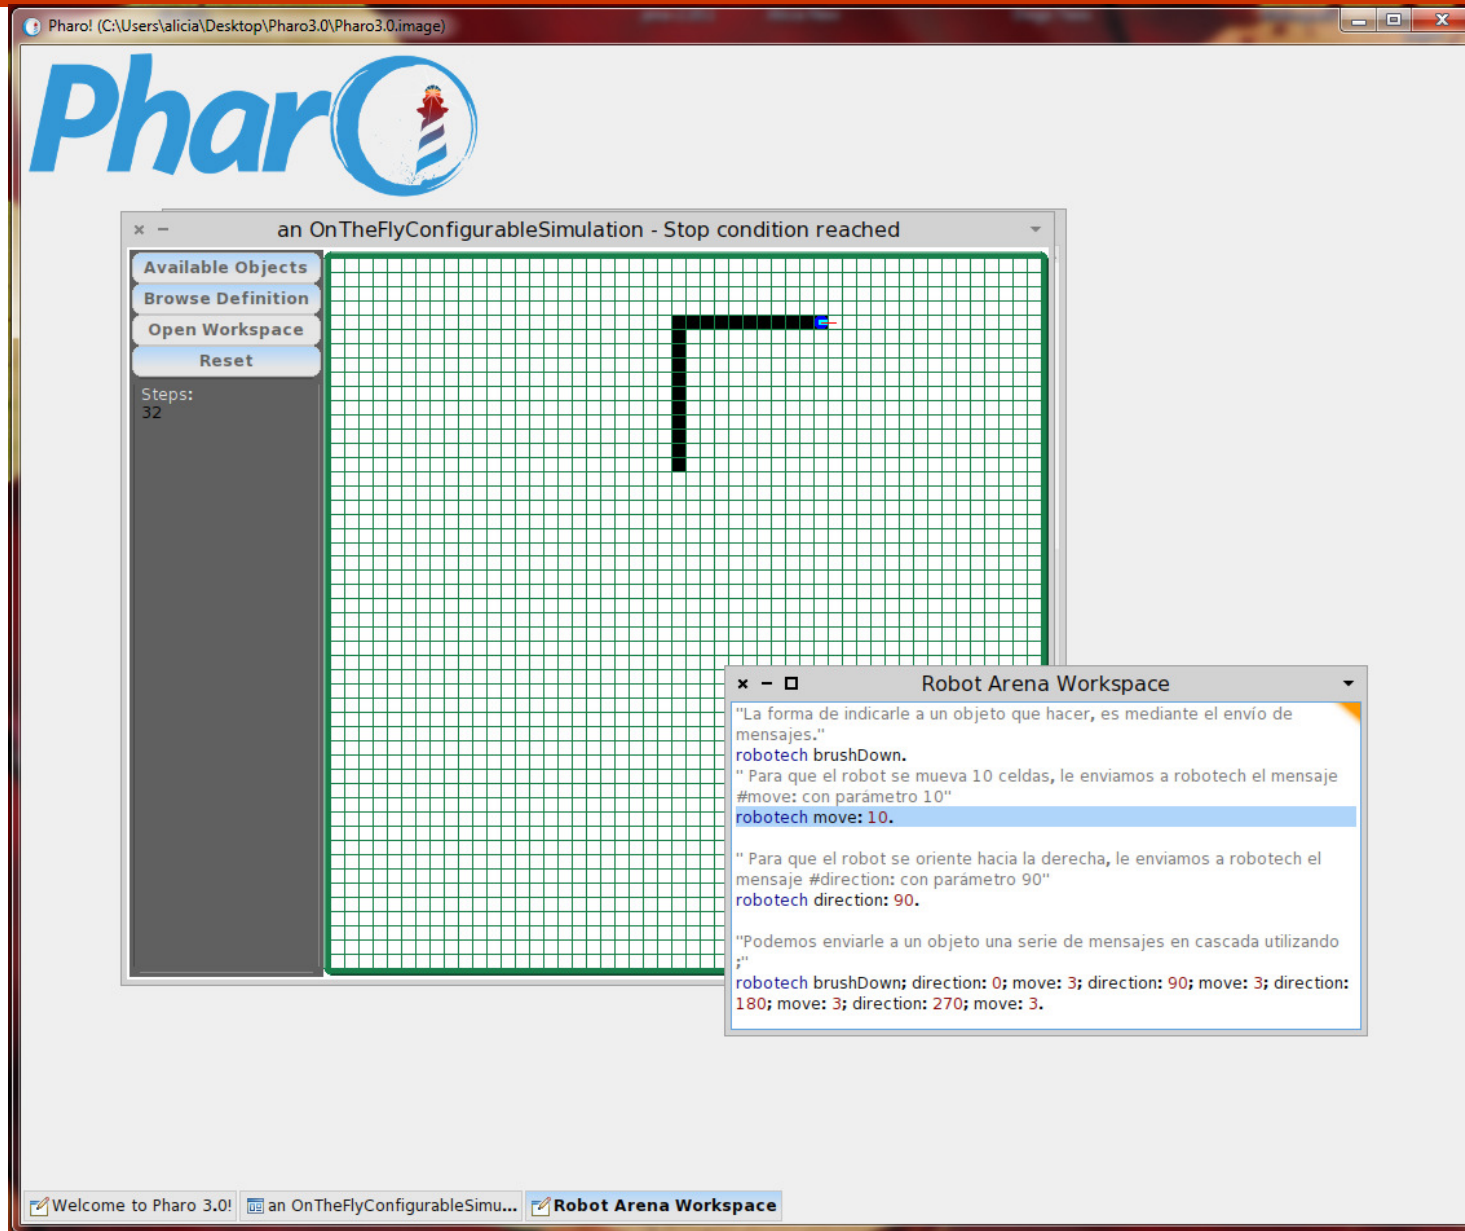 Pharo! (C:\Users\alicia\Desktop\Pharo3.0\Pharo3.0.image)
Pharo
an OnTheFlyConfigurableSimulation - Stop condition reached
Available Objects
Browse Definition
Open Workspace
Reset
Steps:
32
Robot Arena Workspace
"La forma de indicarle a un objeto que hacer, es mediante el envío de
mensajes."
robotech brushDown.
" Para que el robot se mueva 10 celdas, le enviamos a robotech el mensaje
#move: con parámetro 10"
robotech move: 10.
" Para que el robot se oriente hacia la derecha, le enviamos a robotech el
mensaje #direction: con parámetro 90"
robotech direction: 90.
"Podemos enviarle a un objeto una serie de mensajes en cascada utilizando
;"
robotech brushDown; direction: 0; move: 3; direction: 90; move: 3; direction:
180; move: 3; direction: 270; move: 3.
Welcome to Pharo 3.0!
an OnTheFlyConfigurableSimu...
Robot Arena Workspace